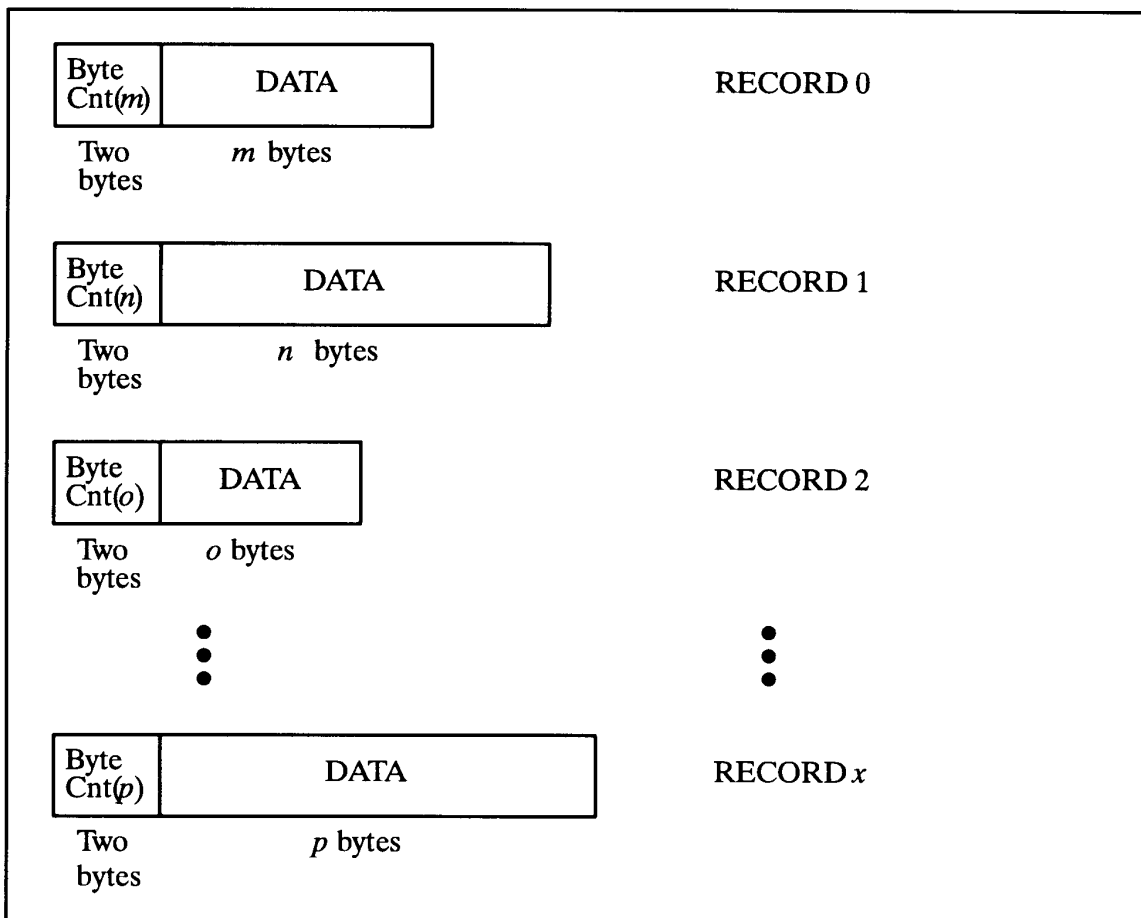 Byte
Cnt(m)
DATA
RECORD 0
Two
bytes
m bytes
Byte
Cnt(n)
DATA
RECORD 1
Two
bytes
n bytes
Byte
Cnt(o)
DATA
RECORD 2
Two
bytes
o bytes
Byte
Cnt(p)
DATA
RECORD x
Two
bytes
p bytes